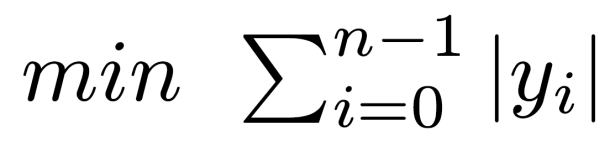 min ∑_{i=0}^{n−1} |y_i|